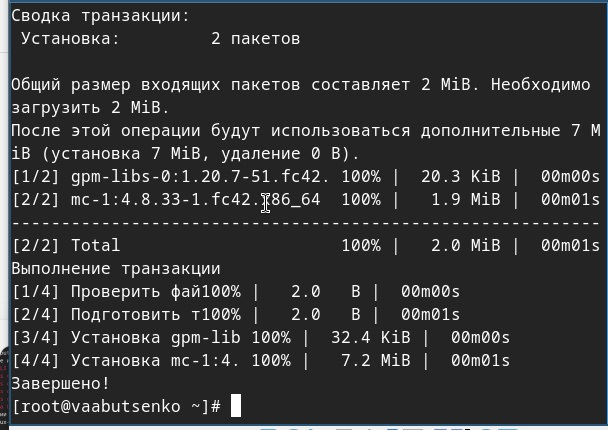 Сводка транзакции:
Установка: 2 пакетов
Общий размер входящих пакетов составляет 2 MiB. Необходимо
загрузить 2 MiB.
После этой операции будут использоваться дополнительные 7 M
iB (установка 7 MiB, удаление 0 B).
[1/2] gpm-libs-0:1.20.7-51.fc42. 100% | 20.3 KiB | 00m00s
[2/2] mc-1:4.8.33-1.fc42.x86_64 100% | 1.9 MiB | 00m01s
------------------------------------------------------------
[2/2] Total 100% | 2.0 MiB | 00m01s
Выполнение транзакции
[1/4] Проверить фай100% | 2.0 B | 00m00s
[2/4] Подготовить т100% | 2.0 B | 00m01s
[3/4] Установка gpm-lib 100% | 32.4 KiB | 00m00s
[4/4] Установка mc-1:4. 100% | 7.2 MiB | 00m01s
Завершено!
[root@vaabutsenko ~]#